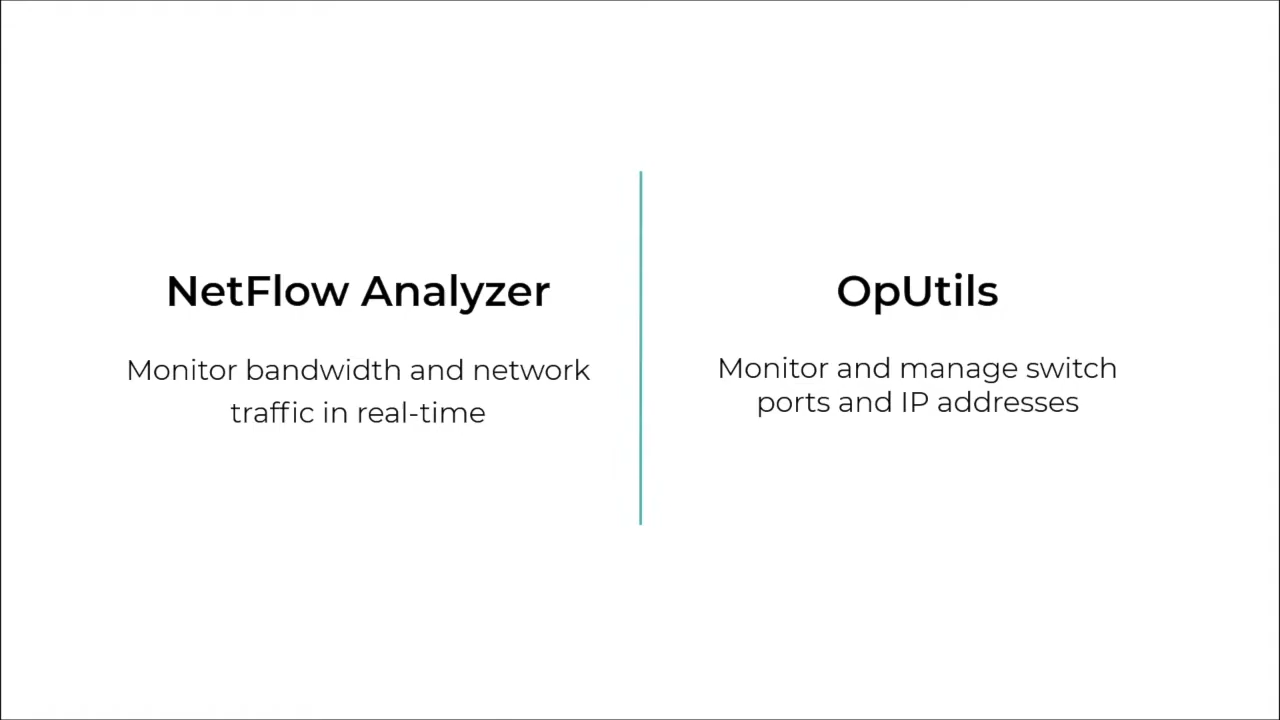 NetFlow Analyzer
Monitor bandwidth and network
traffic in real-time
OpUtils
Monitor and manage switch
ports and IP addresses